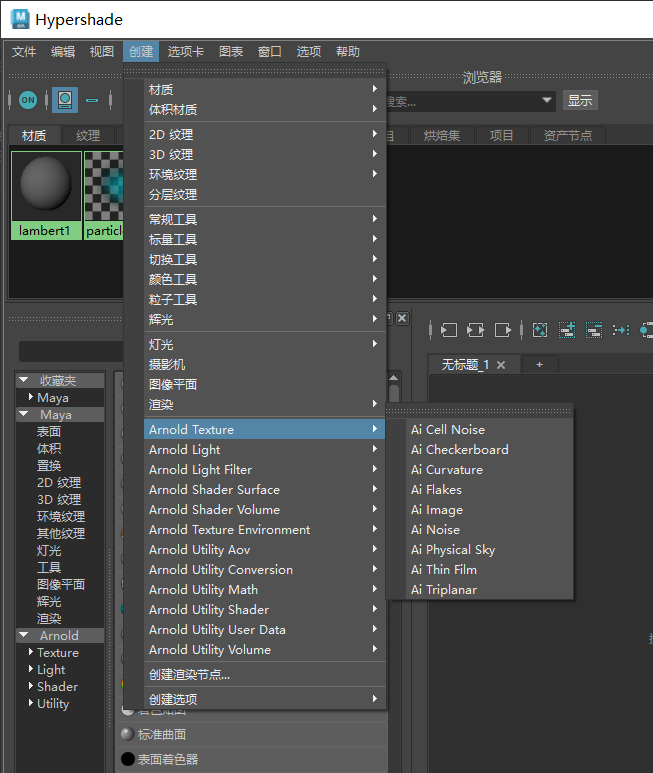 Hypershade
文件 编辑 视图 创建 选项卡 图表 窗口 选项 帮助
浏览器
ON
搜索... 显示
材质 纹理 烘焙集 项目 资产节点
lambert1
particle
材质
体积材质
2D 纹理
3D 纹理
环境纹理
分层纹理
常规工具
标量工具
切换工具
颜色工具
粒子工具
辉光
灯光
摄影机
图像平面
渲染
Arnold Texture
Arnold Light
Arnold Light Filter
Arnold Shader Surface
Arnold Shader Volume
Arnold Texture Environment
Arnold Utility Aov
Arnold Utility Conversion
Arnold Utility Math
Arnold Utility Shader
Arnold Utility User Data
Arnold Utility Volume
创建渲染节点...
创建选项
Ai Cell Noise
Ai Checkerboard
Ai Curvature
Ai Flakes
Ai Image
Ai Noise
Ai Physical Sky
Ai Thin Film
Ai Triplanar
无标题_1
+
收藏夹
Maya
Maya
表面
体积
置换
2D 纹理
3D 纹理
环境纹理
其他纹理
灯光
工具
图像平面
辉光
渲染
Arnold
Texture
Light
Shader
Utility
着色贴图
标准曲面
表面着色器